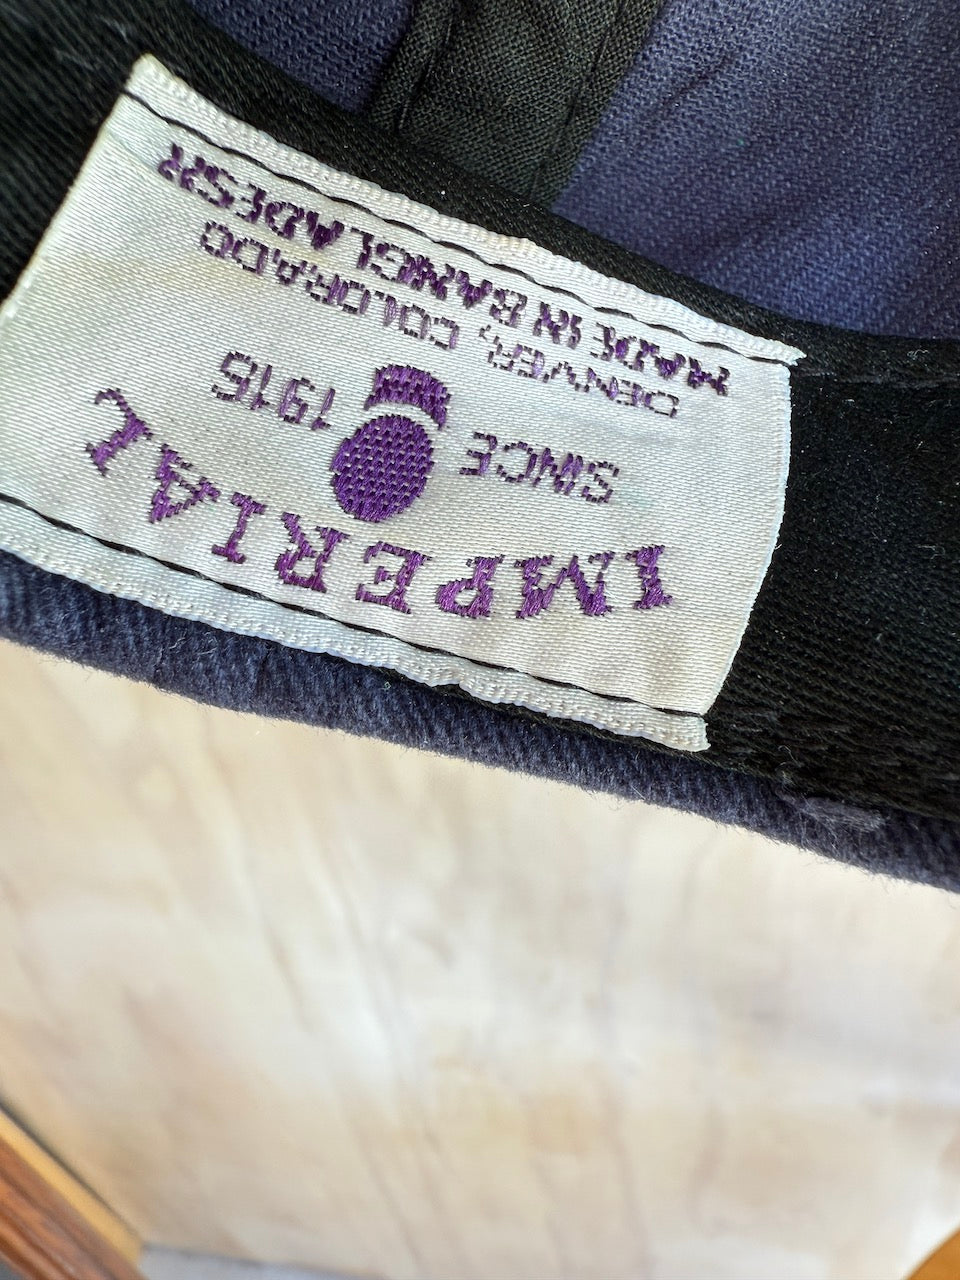 IMPERIAL
SINCE 1916
DENVER, COLORADO
MADE IN BANGLADESH